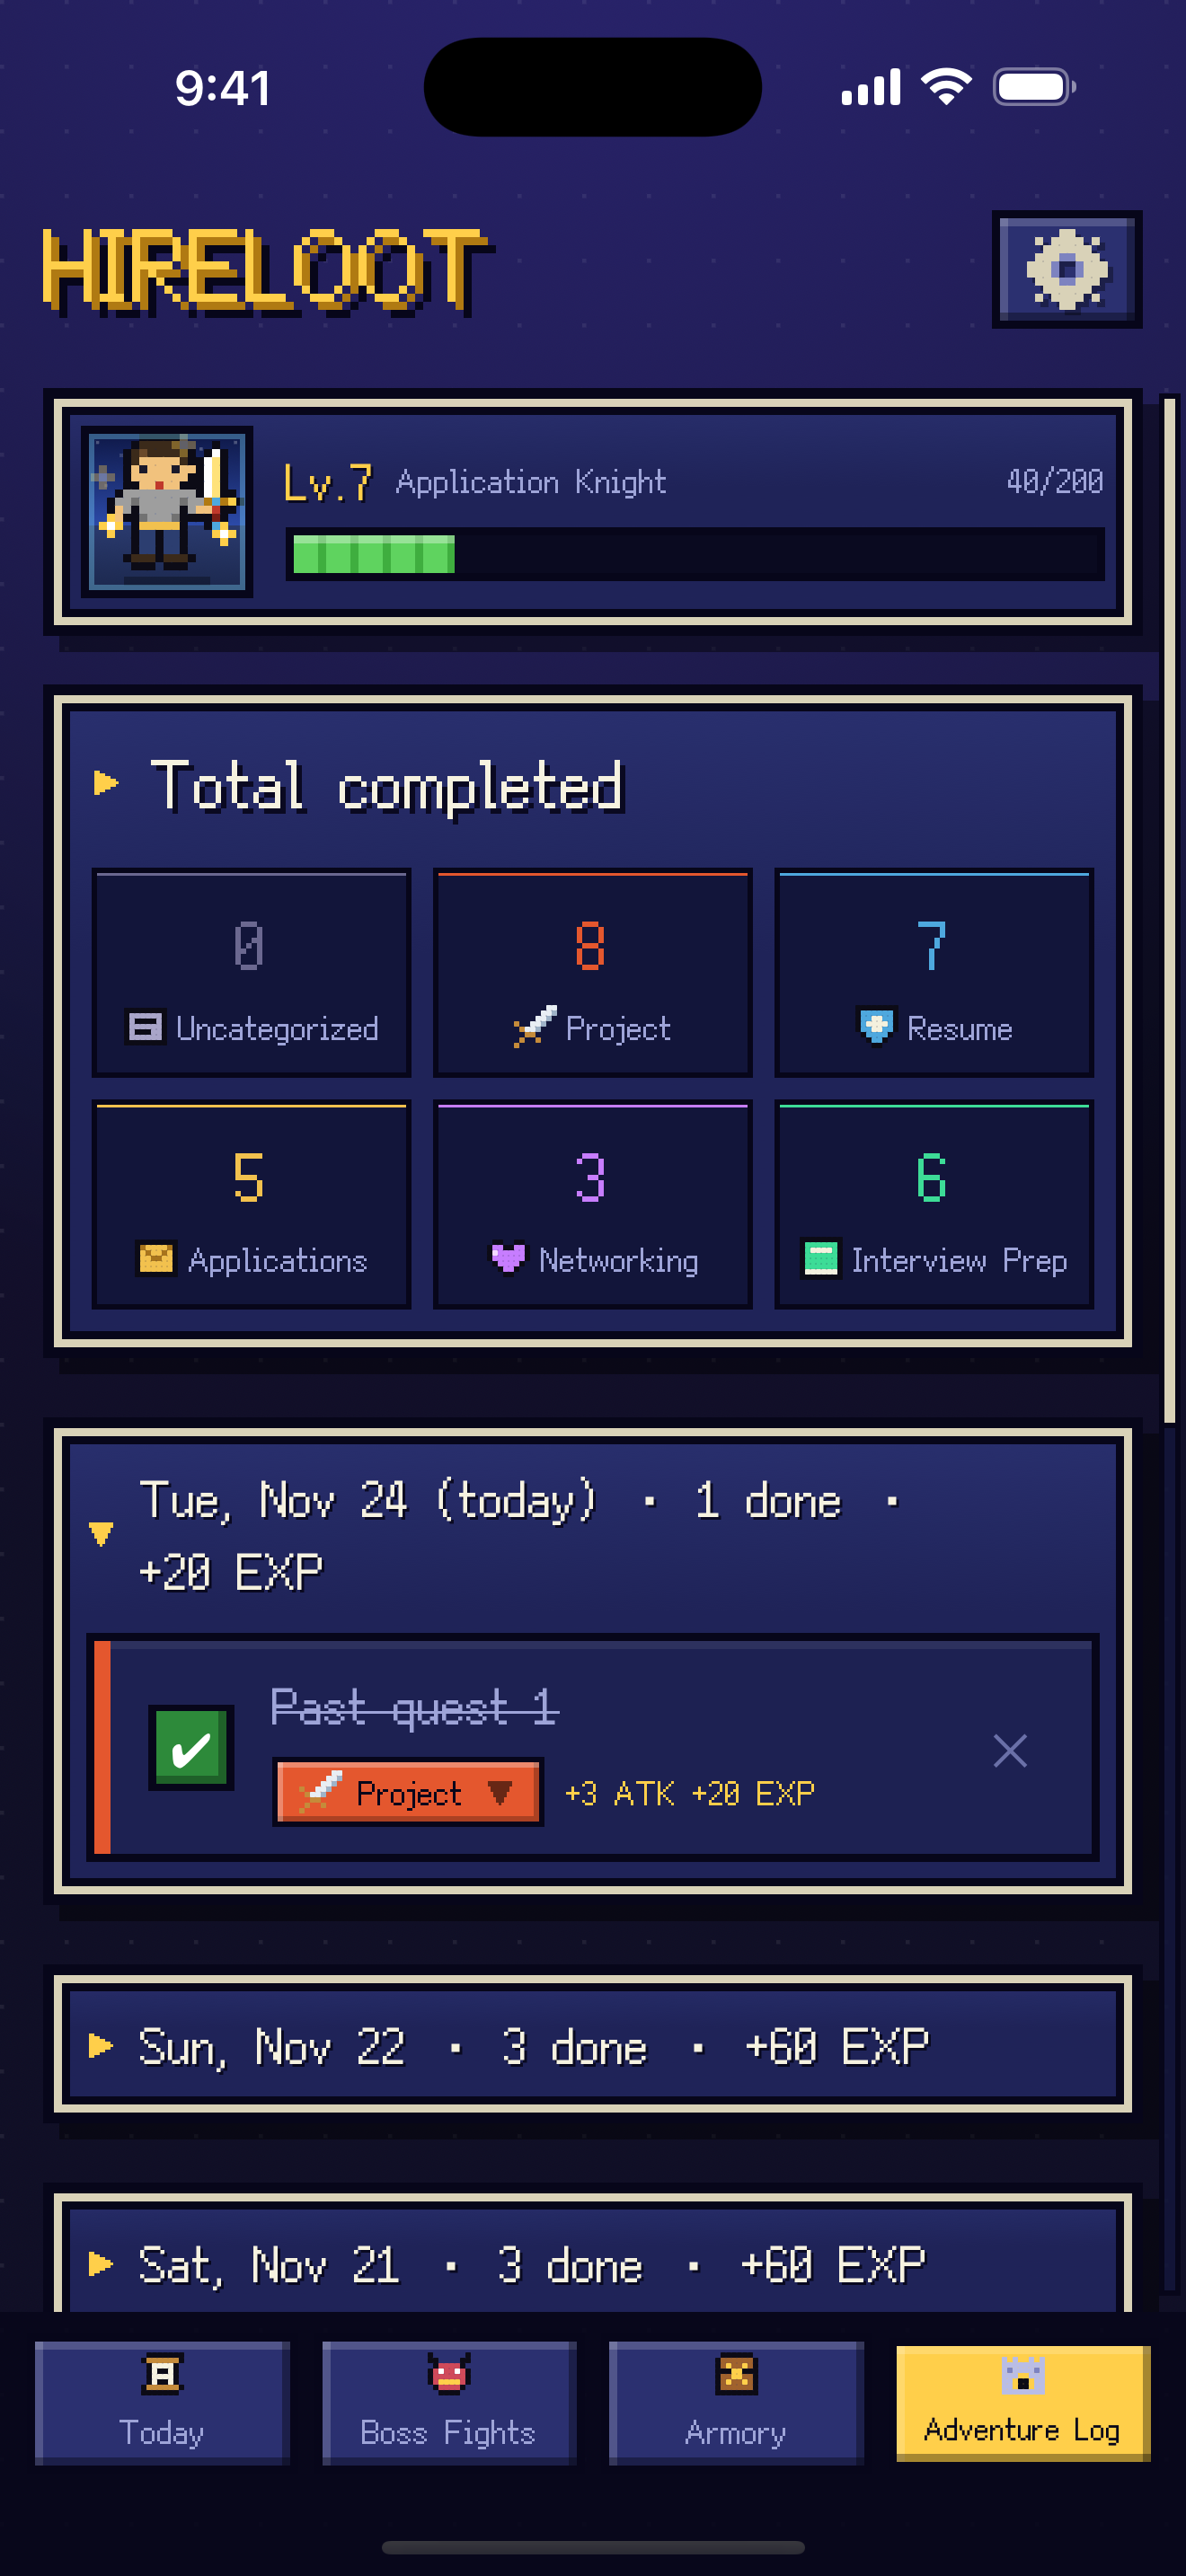 9:41
HIRELOOT
Lv.7 Application Knight 40/200
Total completed
0 8 7
Uncategorized Project Resume
5 3 6
Applications Networking Interview Prep
Tue, Nov 24 (today) · 1 done ·
+20 EXP
Past quest 1
Project ▼ +3 ATK +20 EXP
Sun, Nov 22 · 3 done · +60 EXP
Sat, Nov 21 · 3 done · +60 EXP
Today Boss Fights Armory Adventure Log